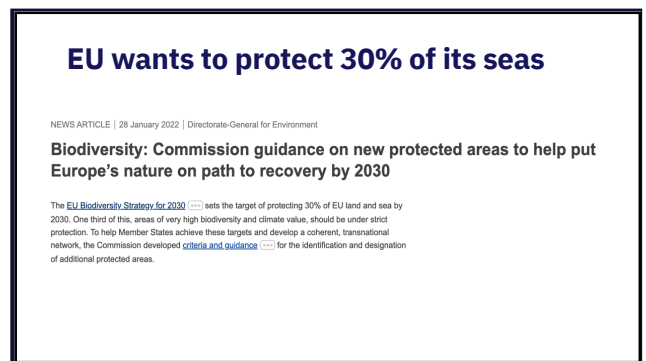 EU wants to protect 30% of its seas
NEWS ARTICLE | 28 January 2022 | Directorate-General for Environment
Biodiversity: Commission guidance on new protected areas to help put
Europe's nature on path to recovery by 2030
The EU Biodiversity Strategy for 2030 sets the target of protecting 30% of EU land and sea by
2030. One third of this, areas of very high biodiversity and climate value, should be under strict
protection. To help Member States achieve these targets and develop a coherent, transnational
network, the Commission developed criteria and guidance for the identification and designation
of additional protected areas.